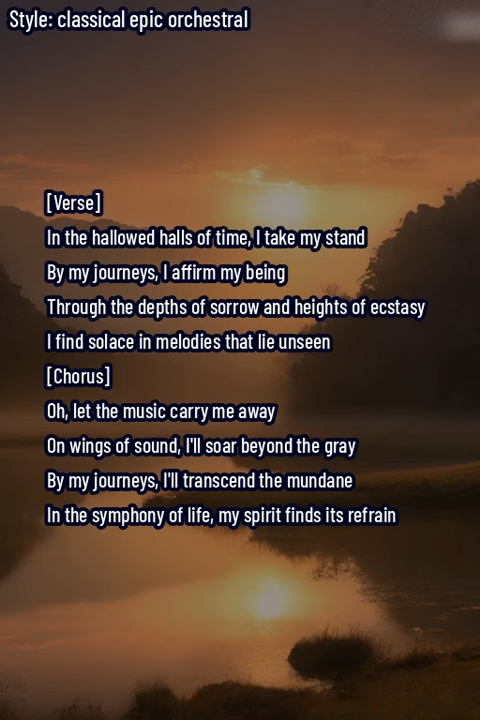 Style: classical epic orchestral
[Verse]
In the hallowed halls of time, I take my stand
By my journeys, I affirm my being
Through the depths of sorrow and heights of ecstasy
I find solace in melodies that lie unseen
[Chorus]
Oh, let the music carry me away
On wings of sound, I'll soar beyond the gray
By my journeys, I'll transcend the mundane
In the symphony of life, my spirit finds its refrain